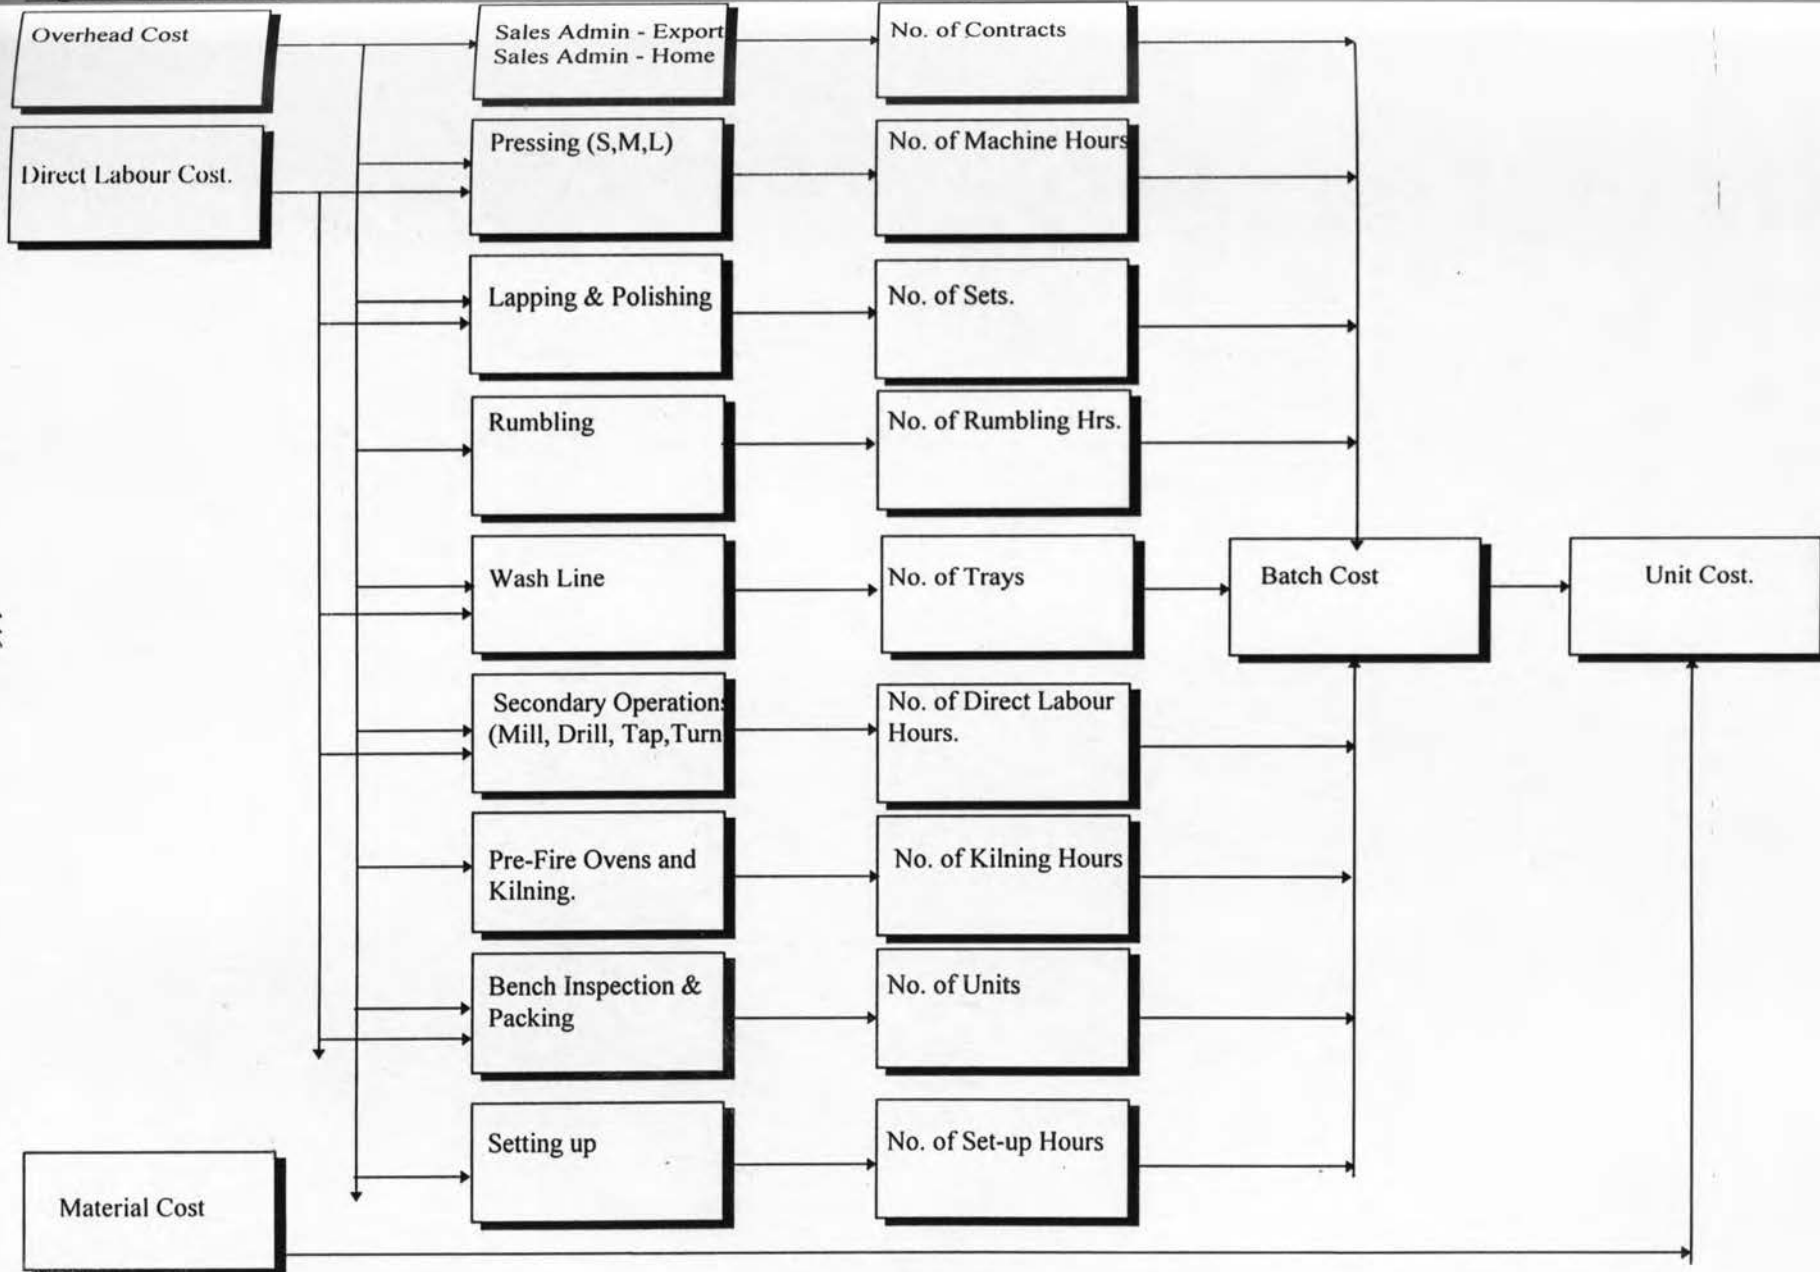 Overhead Cost
Sales Admin - Export
Sales Admin - Home
No. of Contracts
Direct Labour Cost.
Pressing (S,M,L)
No. of Machine Hours
Lapping & Polishing
No. of Sets.
Rumbling
No. of Rumbling Hrs.
Wash Line
No. of Trays
Batch Cost
Unit Cost.
Secondary Operations
(Mill, Drill, Tap,Turn
No. of Direct Labour
Hours.
Pre-Fire Ovens and
Kilning.
No. of Kilning Hours
Bench Inspection &
Packing
No. of Units
Setting up
No. of Set-up Hours
Material Cost